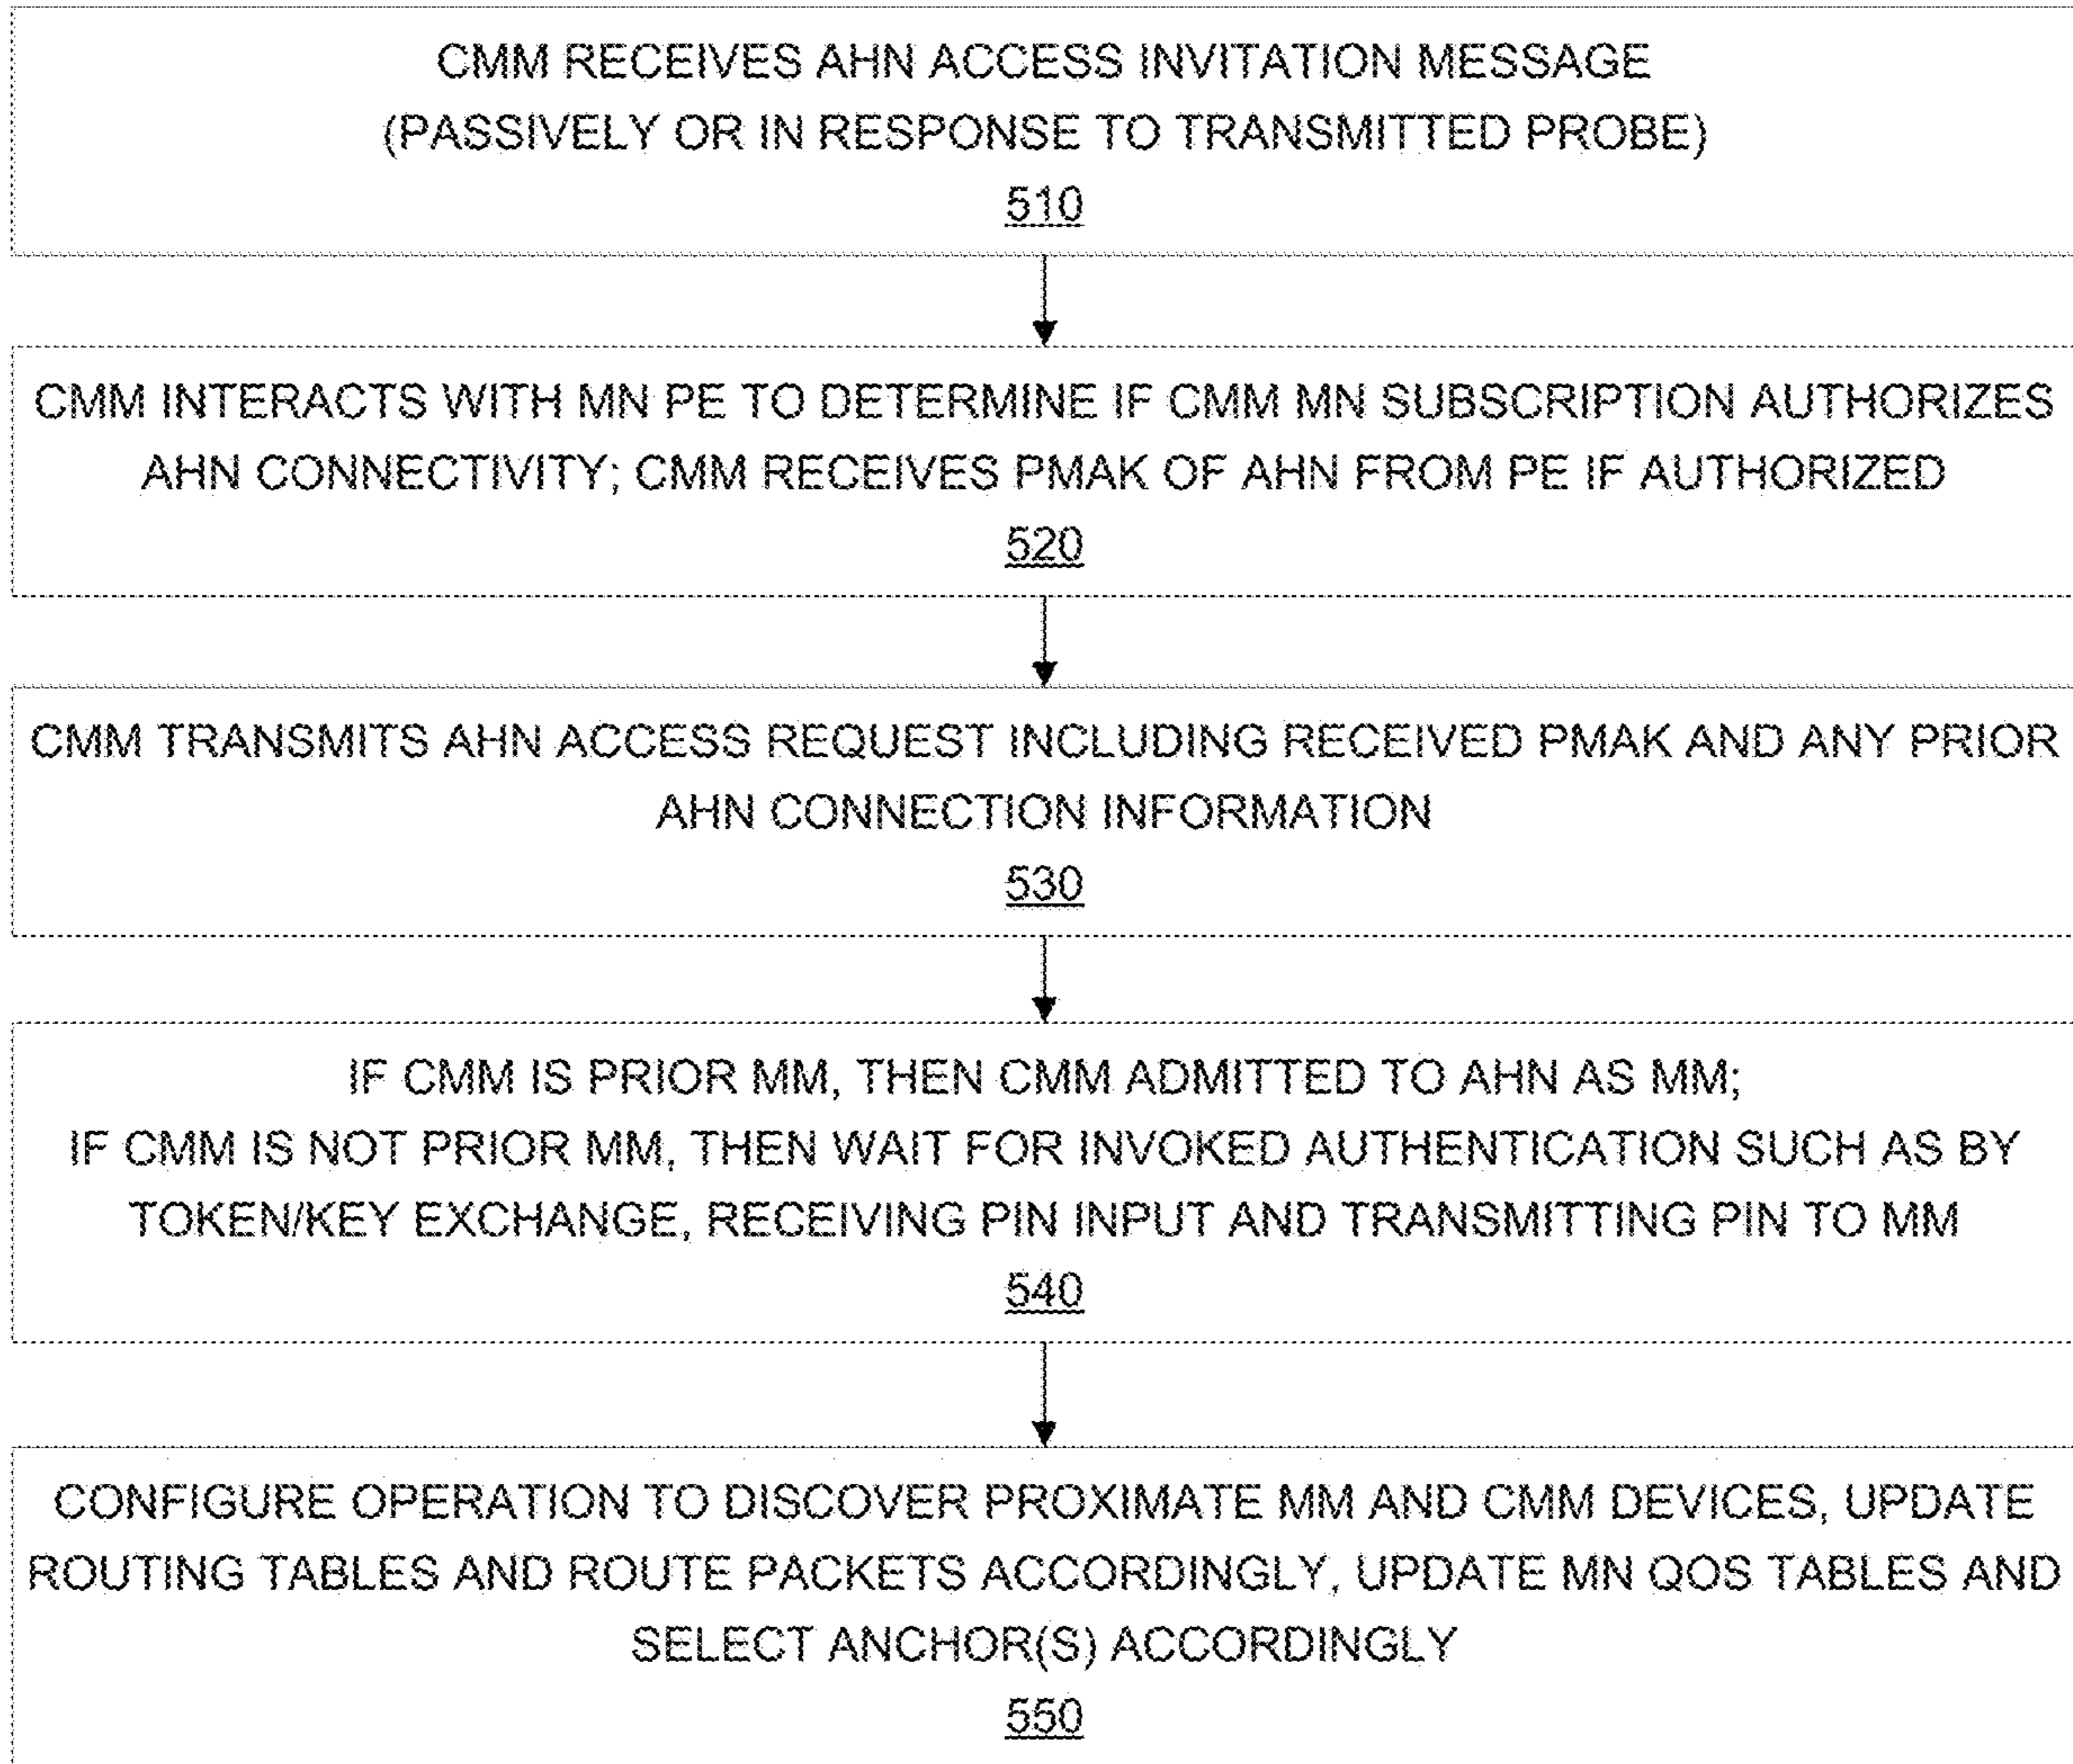 CMM RECEIVES AHN ACCESS INVITATION MESSAGE
(PASSIVELY OR IN RESPONSE TO TRANSMITTED PROBE)
510
CMM INTERACTS WITH MN PE TO DETERMINE IF CMM MN SUBSCRIPTION AUTHORIZES
AHN CONNECTIVITY; CMM RECEIVES PMAK OF AHN FROM PE IF AUTHORIZED
520
CMM TRANSMITS AHN ACCESS REQUEST INCLUDING RECEIVED PMAK AND ANY PRIOR
AHN CONNECTION INFORMATION
530
IF CMM IS PRIOR MM, THEN CMM ADMITTED TO AHN AS MM;
IF CMM IS NOT PRIOR MM, THEN WAIT FOR INVOKED AUTHENTICATION SUCH AS BY
TOKEN/KEY EXCHANGE, RECEIVING PIN INPUT AND TRANSMITTING PIN TO MM
540
CONFIGURE OPERATION TO DISCOVER PROXIMATE MM AND CMM DEVICES, UPDATE
ROUTING TABLES AND ROUTE PACKETS ACCORDINGLY, UPDATE MN QOS TABLES AND
SELECT ANCHOR(S) ACCORDINGLY
550